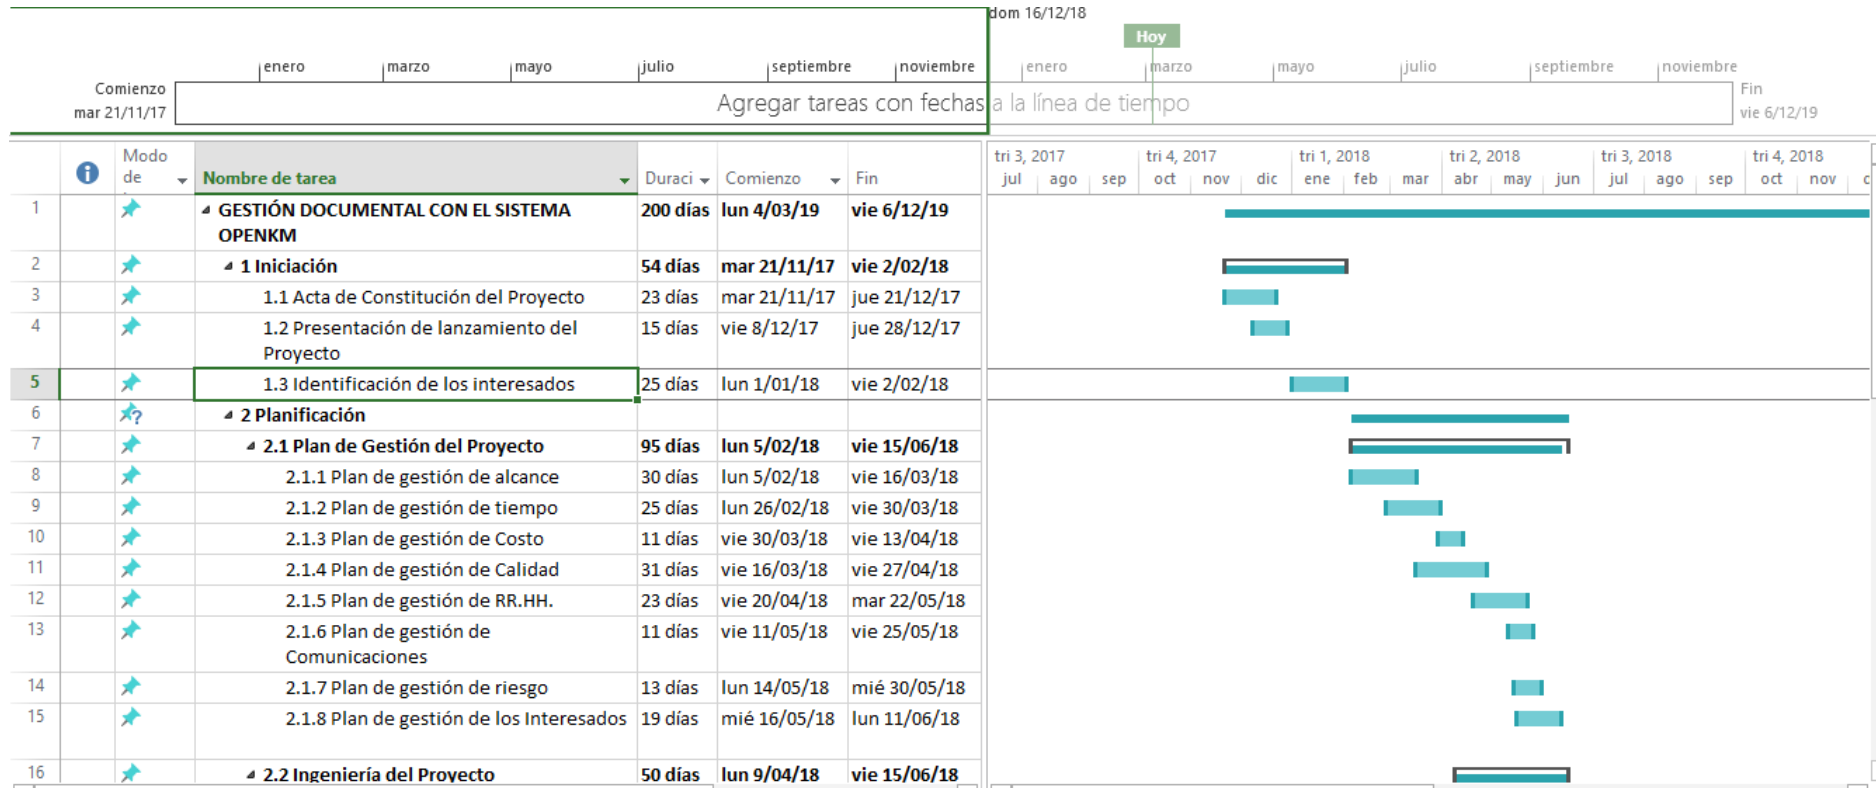 dom 16/12/18
Hoy
enero marzo mayo julio septiembre noviembre enero marzo mayo julio septiembre noviembre
Comienzo
mar 21/11/17
Agregar tareas con fechas a la línea de tiempo
Fin
vie 6/12/19
Modo de
Nombre de tarea Duraci Comienzo Fin
tri 3, 2017 tri 4, 2017 tri 1, 2018 tri 2, 2018 tri 3, 2018 tri 4, 2018
jul ago sep oct nov dic ene feb mar abr may jun jul ago sep oct nov
1 GESTIÓN DOCUMENTAL CON EL SISTEMA OPENKM 200 días lun 4/03/19 vie 6/12/19
2 1 Iniciación 54 días mar 21/11/17 vie 2/02/18
3 1.1 Acta de Constitución del Proyecto 23 días mar 21/11/17 jue 21/12/17
4 1.2 Presentación de lanzamiento del Proyecto 15 días vie 8/12/17 jue 28/12/17
5 1.3 Identificación de los interesados 25 días lun 1/01/18 vie 2/02/18
6 2 Planificación
7 2.1 Plan de Gestión del Proyecto 95 días lun 5/02/18 vie 15/06/18
8 2.1.1 Plan de gestión de alcance 30 días lun 5/02/18 vie 16/03/18
9 2.1.2 Plan de gestión de tiempo 25 días lun 26/02/18 vie 30/03/18
10 2.1.3 Plan de gestión de Costo 11 días vie 30/03/18 vie 13/04/18
11 2.1.4 Plan de gestión de Calidad 31 días vie 16/03/18 vie 27/04/18
12 2.1.5 Plan de gestión de RR.HH. 23 días vie 20/04/18 mar 22/05/18
13 2.1.6 Plan de gestión de Comunicaciones 11 días vie 11/05/18 vie 25/05/18
14 2.1.7 Plan de gestión de riesgo 13 días lun 14/05/18 mié 30/05/18
15 2.1.8 Plan de gestión de los Interesados 19 días mié 16/05/18 lun 11/06/18
16 2.2 Ingeniería del Proyecto 50 días lun 9/04/18 vie 15/06/18